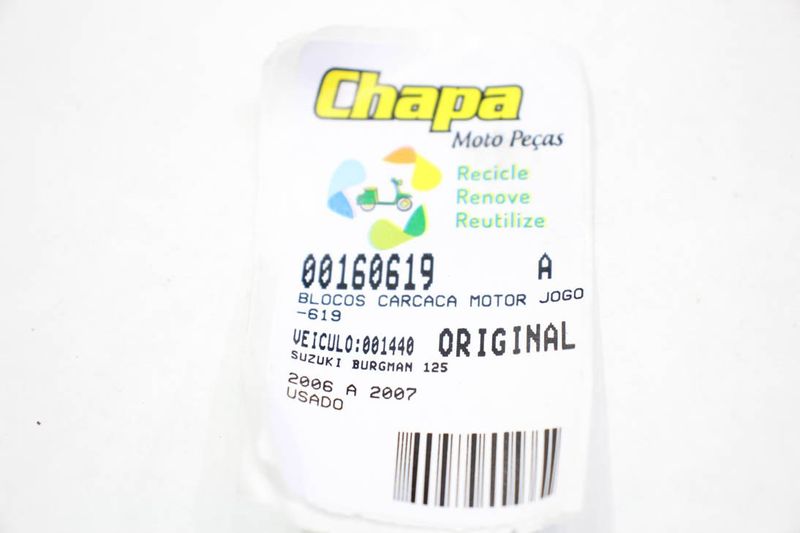 Chapa
Moto Peças
Recicle
Renove
Reutilize
00160619 A
BLOCOS CARCACA MOTOR JOGO
-619
VEICULO:001440 ORIGINAL
SUZUKI BURGMAN 125
2006 A 2007
USADO